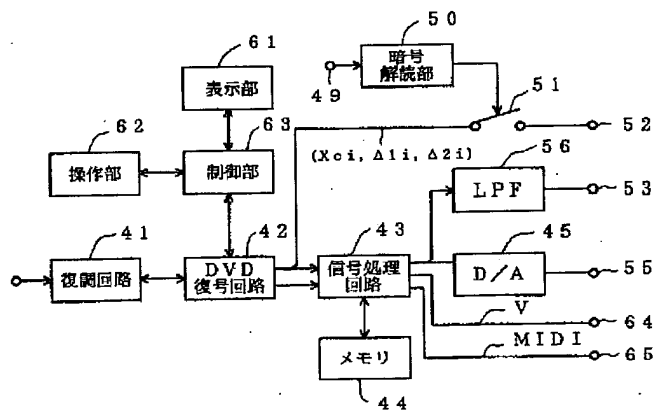 61
50
表示部
暗号
解読部
49
51
62
63
52
操作部
制御部
(Xci, Δ1i, Δ2i)
56
LPF
53
41
42
43
45
復調回路
DVD
復号回路
信号処理
回路
D/A
55
V
64
MIDI
65
メモリ
44